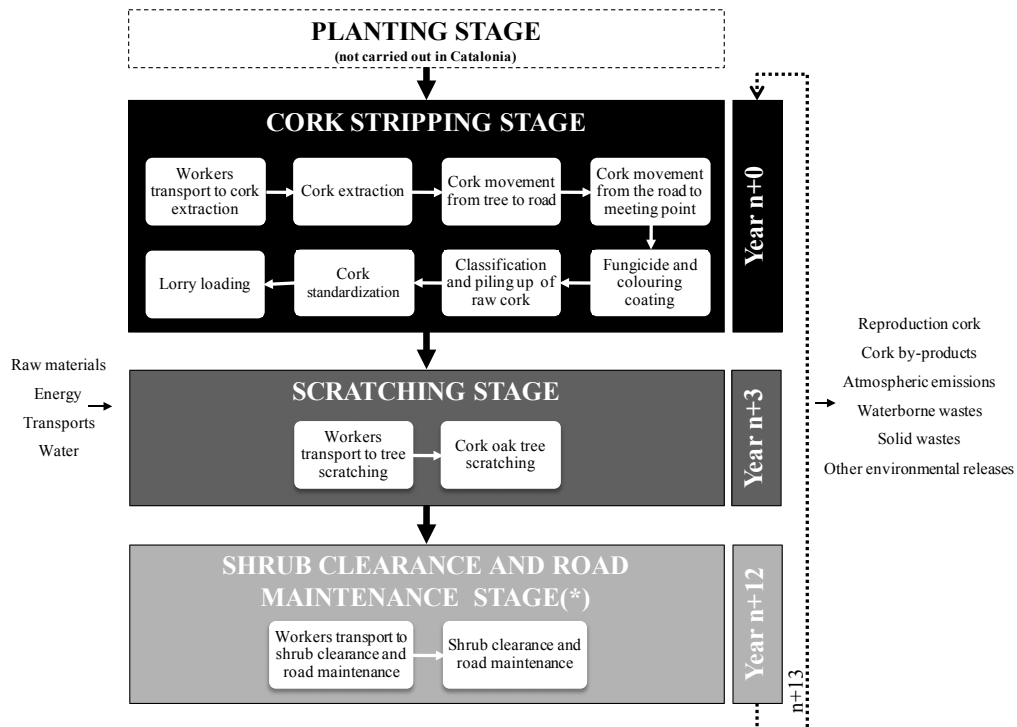 PLANTING STAGE
(not carried out in Catalonia)
CORK STRIPPING STAGE
Workers
transport to cork
extraction
Cork extraction
Cork movement
from tree to road
Cork movement
from the road to
meeting point
Lorry loading
Cork
standardization
Classification
and piling up of
raw cork
Fungicide and
colouring
coating
Year n+0
Raw materials
Energy
Transports
Water
SCRATCHING STAGE
Workers
transport to tree
scratching
Cork oak tree
scratching
Year n+3
Reproduction cork
Cork by-products
Atmospheric emissions
Waterborne wastes
Solid wastes
Other environmental releases
SHRUB CLEARANCE AND ROAD
MAINTENANCE STAGE(*)
Workers transport to
shrub clearance and
road maintenance
Shrub clearance and
road maintenance
Year n+12
n+13